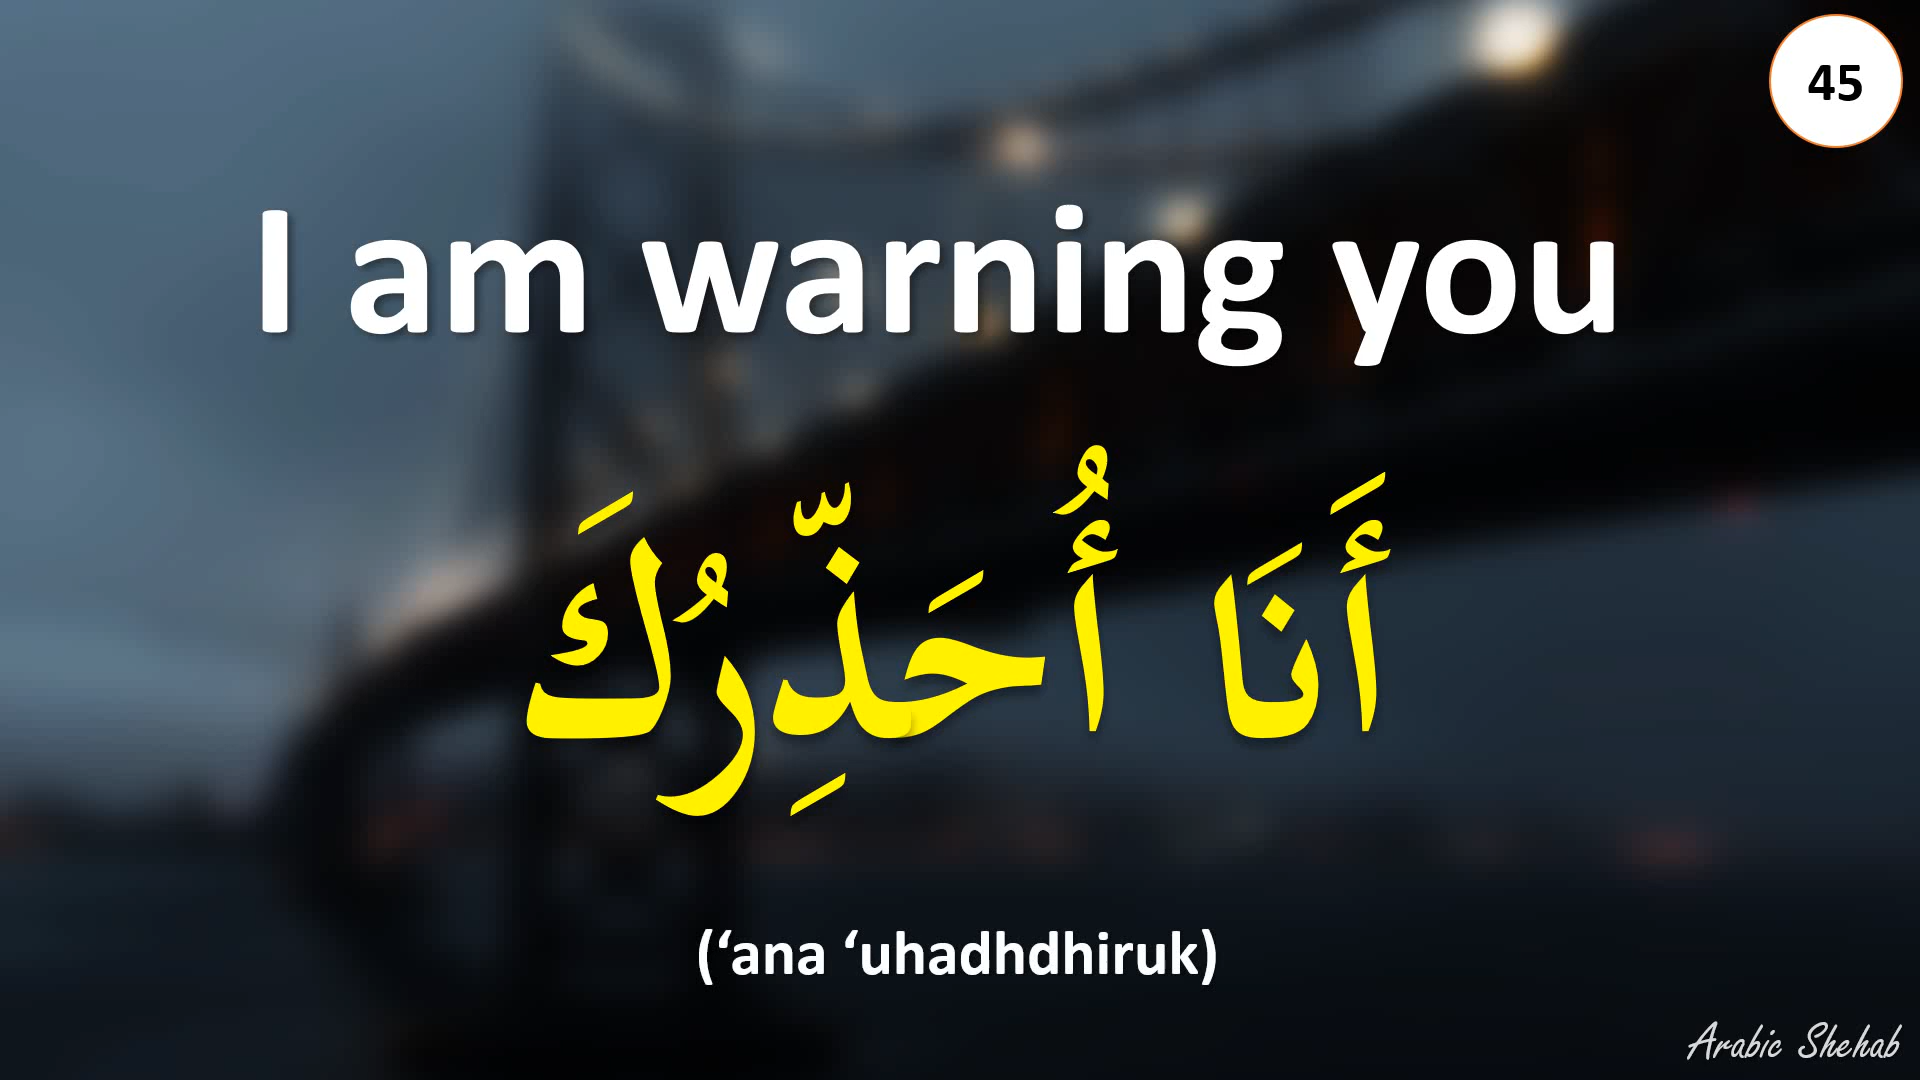 45
I am warning you
أَنَا أُحَذِّرُكَ
(‘ana ‘uhadhdhiruk)
Arabic Shehab